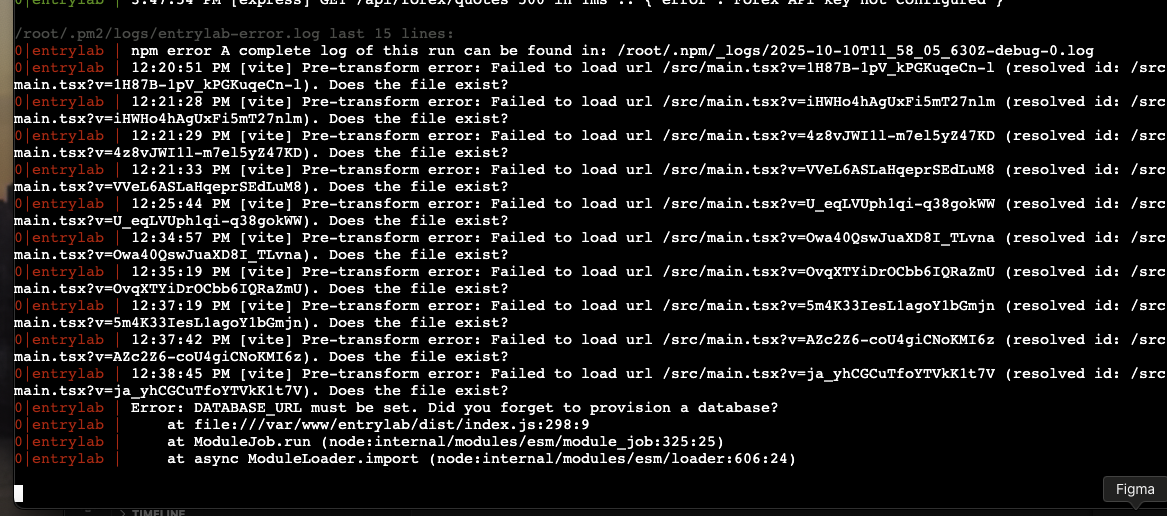 0|entrylab | 3:47:54 PM [express] GET /api/forex/quotes 500 in 1ms :: {"error":"Forex API key not configured"}
/root/.pm2/logs/entrylab-error.log last 15 lines:
0|entrylab | npm error A complete log of this run can be found in: /root/.npm/_logs/2025-10-10T11_58_05_630Z-debug-0.log
0|entrylab | 12:20:51 PM [vite] Pre-transform error: Failed to load url /src/main.tsx?v=1H87B-1pV_kPGKuqeCn-l (resolved id: /src
main.tsx?v=1H87B-1pV_kPGKuqeCn-l). Does the file exist?
0|entrylab | 12:21:28 PM [vite] Pre-transform error: Failed to load url /src/main.tsx?v=iHWHo4hAgUxFi5mT27nlm (resolved id: /src
main.tsx?v=iHWHo4hAgUxFi5mT27nlm). Does the file exist?
0|entrylab | 12:21:29 PM [vite] Pre-transform error: Failed to load url /src/main.tsx?v=4z8vJWI1l-m7el5yZ47KD (resolved id: /src
main.tsx?v=4z8vJWI1l-m7el5yZ47KD). Does the file exist?
0|entrylab | 12:21:33 PM [vite] Pre-transform error: Failed to load url /src/main.tsx?v=VVeL6ASLaHqeprSEdLuM8 (resolved id: /src
main.tsx?v=VVeL6ASLaHqeprSEdLuM8). Does the file exist?
0|entrylab | 12:25:44 PM [vite] Pre-transform error: Failed to load url /src/main.tsx?v=U_eqLVUph1qi-q38gokWW (resolved id: /src
main.tsx?v=U_eqLVUph1qi-q38gokWW). Does the file exist?
0|entrylab | 12:34:57 PM [vite] Pre-transform error: Failed to load url /src/main.tsx?v=Owa40QswJuaXD8I_TLvna (resolved id: /src
main.tsx?v=Owa40QswJuaXD8I_TLvna). Does the file exist?
0|entrylab | 12:35:19 PM [vite] Pre-transform error: Failed to load url /src/main.tsx?v=OvqXTYiDrOCbb6IQRaZmU (resolved id: /src
main.tsx?v=OvqXTYiDrOCbb6IQRaZmU). Does the file exist?
0|entrylab | 12:37:19 PM [vite] Pre-transform error: Failed to load url /src/main.tsx?v=5m4K33IesL1agoY1bGmjn (resolved id: /src
main.tsx?v=5m4K33IesL1agoY1bGmjn). Does the file exist?
0|entrylab | 12:37:42 PM [vite] Pre-transform error: Failed to load url /src/main.tsx?v=AZc2Z6-coU4giCNoKMI6z (resolved id: /src
main.tsx?v=AZc2Z6-coU4giCNoKMI6z). Does the file exist?
0|entrylab | 12:38:45 PM [vite] Pre-transform error: Failed to load url /src/main.tsx?v=ja_yhCGCuTfoYTVkK1t7V (resolved id: /src
main.tsx?v=ja_yhCGCuTfoYTVkK1t7V). Does the file exist?
0|entrylab | Error: DATABASE_URL must be set. Did you forget to provision a database?
0|entrylab |     at file:///var/www/entrylab/dist/index.js:298:9
0|entrylab |     at ModuleJob.run (node:internal/modules/esm/module_job:325:25)
0|entrylab |     at async ModuleLoader.import (node:internal/modules/esm/loader:606:24)
Figma
TIMELINE